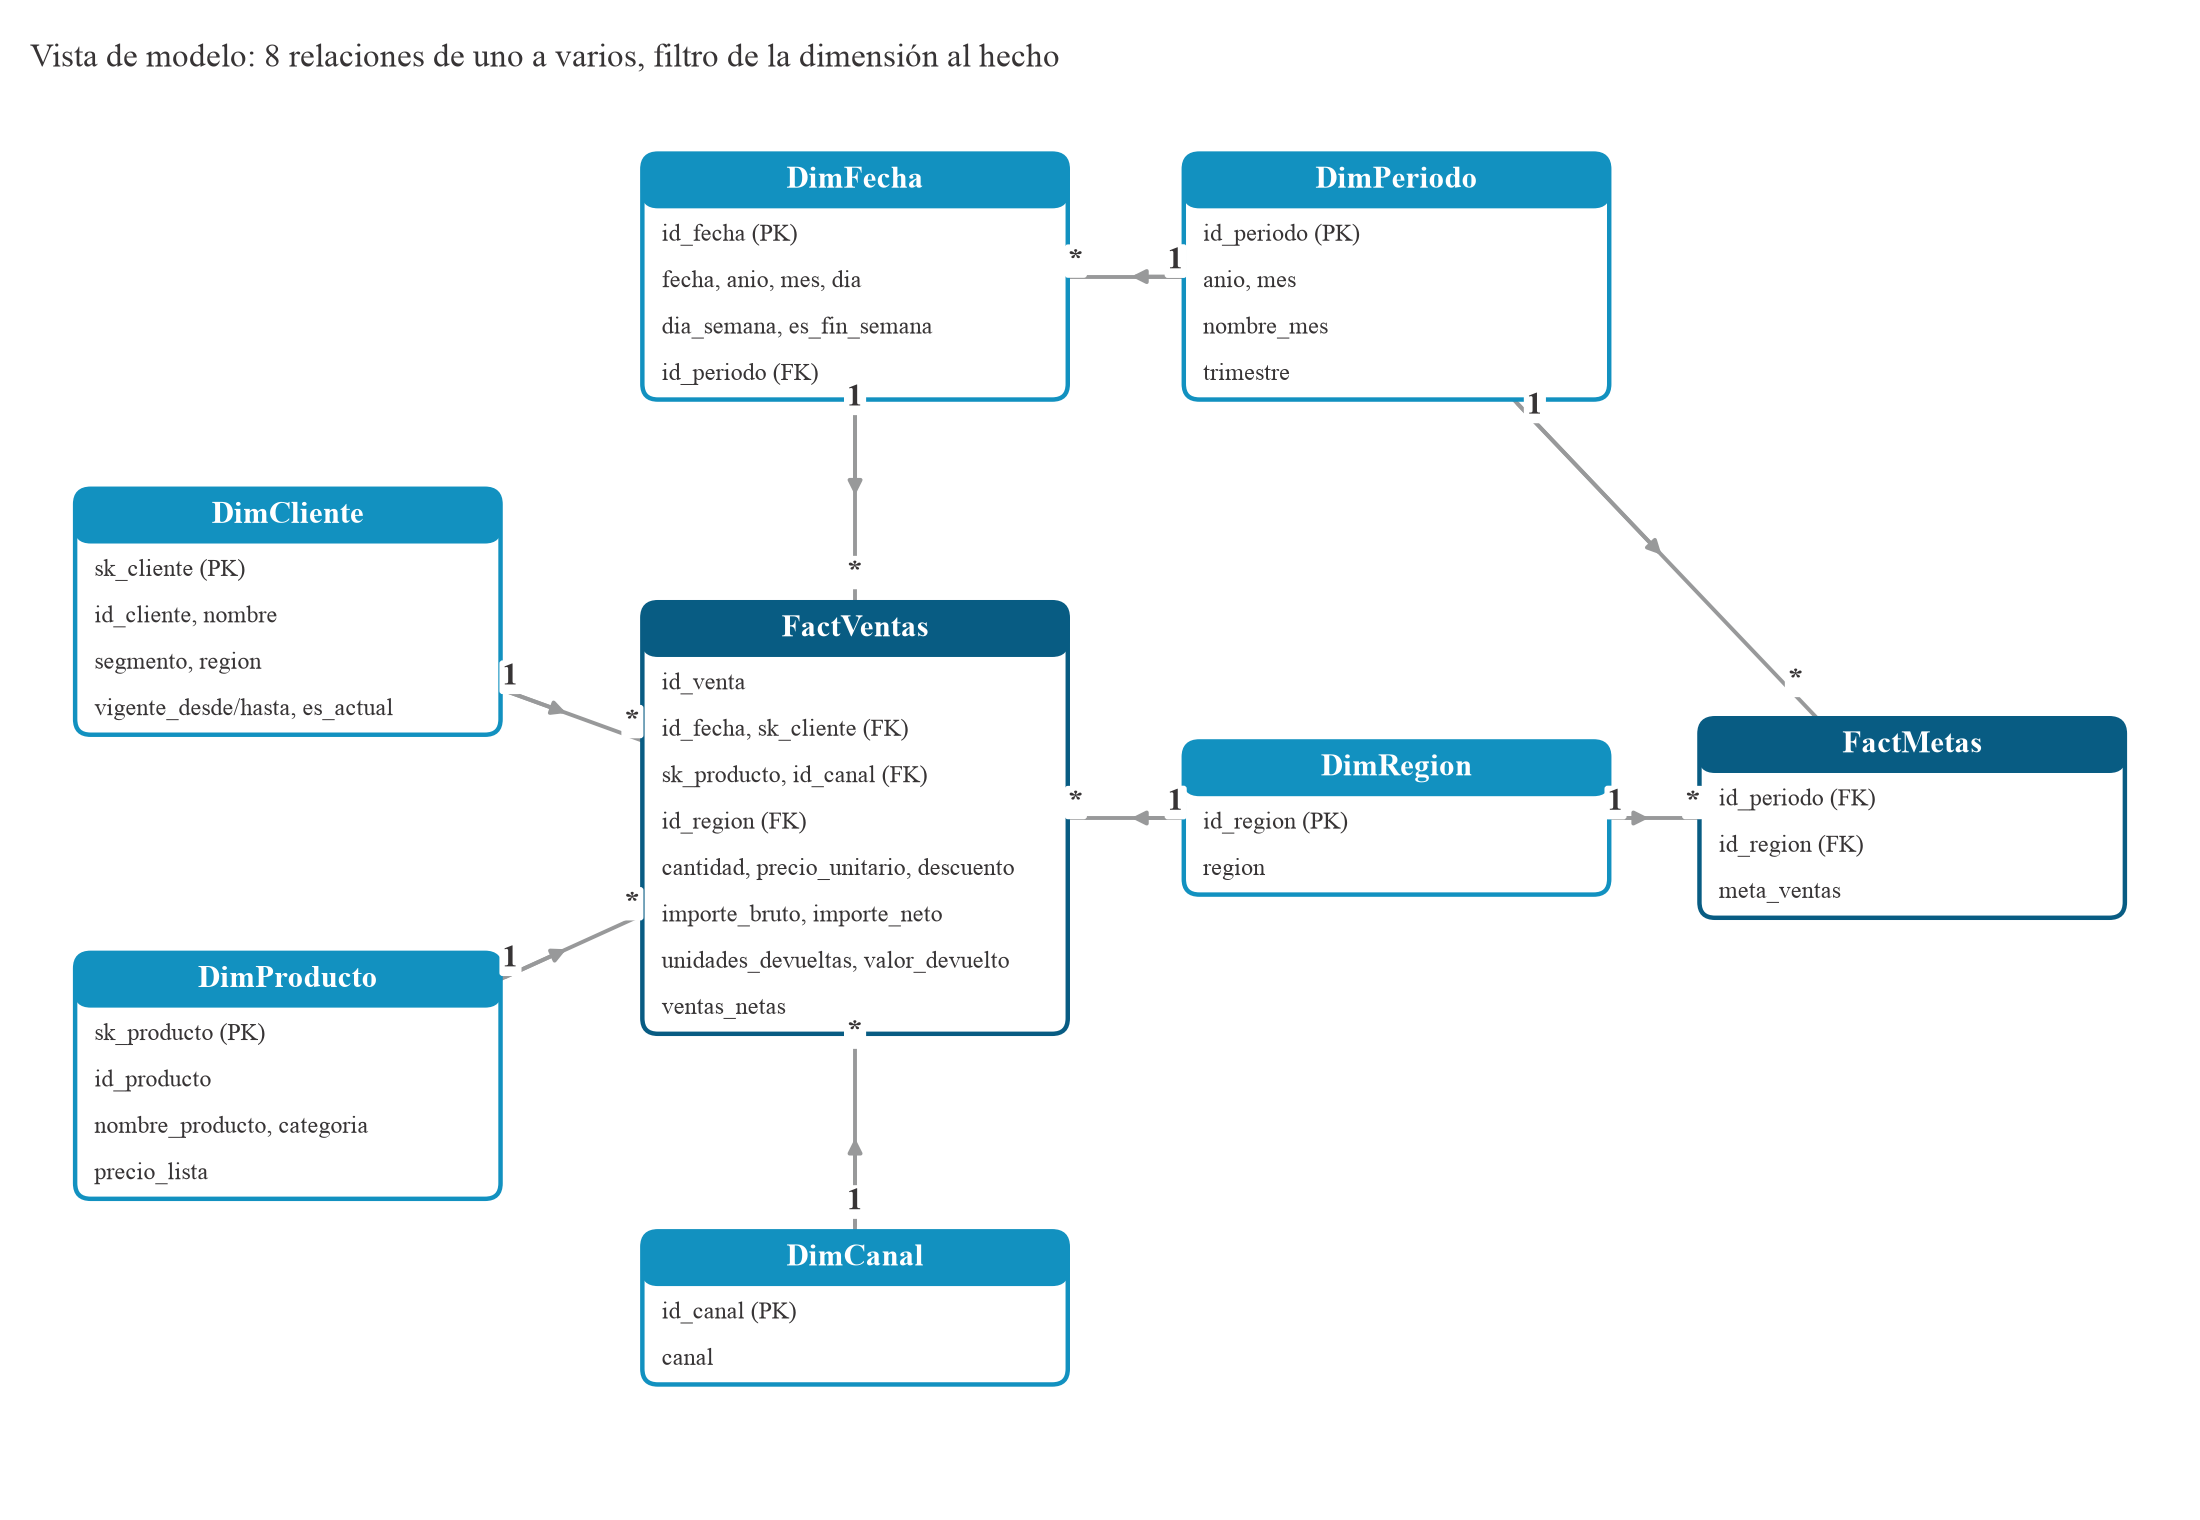 Vista de modelo: 8 relaciones de uno a varios, filtro de la dimensión al hecho
DimFecha
id_fecha (PK)
fecha, anio, mes, dia
dia_semana, es_fin_semana
id_periodo (FK)
* 1
DimPeriodo
id_periodo (PK)
anio, mes
nombre_mes
trimestre
1
1
*
*
DimCliente
sk_cliente (PK)
id_cliente, nombre
segmento, region
vigente_desde/hasta, es_actual
1
*
FactVentas
id_venta
id_fecha, sk_cliente (FK)
sk_producto, id_canal (FK)
id_region (FK)
cantidad, precio_unitario, descuento
importe_bruto, importe_neto
unidades_devueltas, valor_devuelto
ventas_netas
* 1
DimRegion
id_region (PK)
region
1 *
FactMetas
id_periodo (FK)
id_region (FK)
meta_ventas
*
1
DimProducto
sk_producto (PK)
id_producto
nombre_producto, categoria
precio_lista
*
1
DimCanal
id_canal (PK)
canal